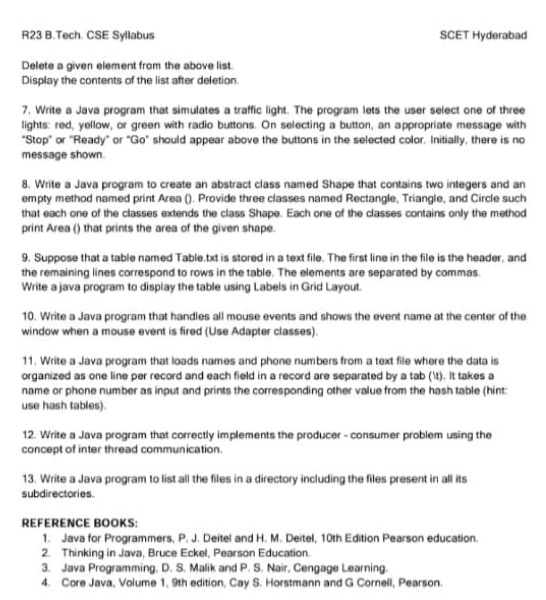 R23 B.Tech. CSE Syllabus SCET Hyderabad
Delete a given element from the above list.
Display the contents of the list after deletion.
7. Write a Java program that simulates a traffic light. The program lets the user select one of three
lights: red, yellow, or green with radio buttons. On selecting a button, an appropriate message with
"Stop" or "Ready" or "Go" should appear above the buttons in the selected color. Initially, there is no
message shown.
8. Write a Java program to create an abstract class named Shape that contains two integers and an
empty method named print Area (). Provide three classes named Rectangle, Triangle, and Circle such
that each one of the classes extends the class Shape. Each one of the classes contains only the method
print Area () that prints the area of the given shape.
9. Suppose that a table named Table.txt is stored in a text file. The first line in the file is the header, and
the remaining lines correspond to rows in the table. The elements are separated by commas.
Write a java program to display the table using Labels in Grid Layout.
10. Write a Java program that handles all mouse events and shows the event name at the center of the
window when a mouse event is fired (Use Adapter classes).
11. Write a Java program that loads names and phone numbers from a text file where the data is
organized as one line per record and each field in a record are separated by a tab (\t). It takes a
name or phone number as input and prints the corresponding other value from the hash table (hint:
use hash tables).
12. Write a Java program that correctly implements the producer - consumer problem using the
concept of inter thread communication.
13. Write a Java program to list all the files in a directory including the files present in all its
subdirectories.
REFERENCE BOOKS:
1. Java for Programmers, P. J. Deitel and H. M. Deitel, 10th Edition Pearson education.
2. Thinking in Java, Bruce Eckel, Pearson Education.
3. Java Programming, D. S. Malik and P. S. Nair, Cengage Learning.
4. Core Java, Volume 1, 9th edition, Cay S. Horstmann and G Cornell, Pearson.